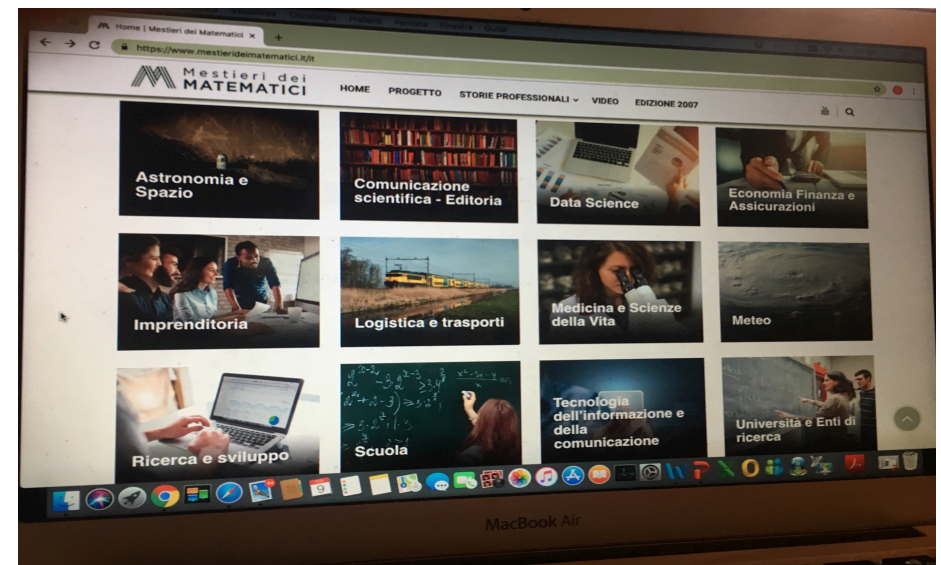 Home | Mestieri dei Matematici
https://www.mestierideimatematici.it/it
Mestieri dei
MATEMATICI
HOME PROGETTO STORIE PROFESSIONALI VIDEO EDIZIONE 2007
Astronomia e
Spazio
Comunicazione
scientifica - Editoria
Data Science
Economia Finanza e
Assicurazioni
Imprenditoria
Logistica e trasporti
Medicina e Scienze
della Vita
Meteo
Ricerca e sviluppo
Scuola
Tecnologia
dell'informazione e
della
comunicazione
Università e Enti di
ricerca
9
MacBook Air